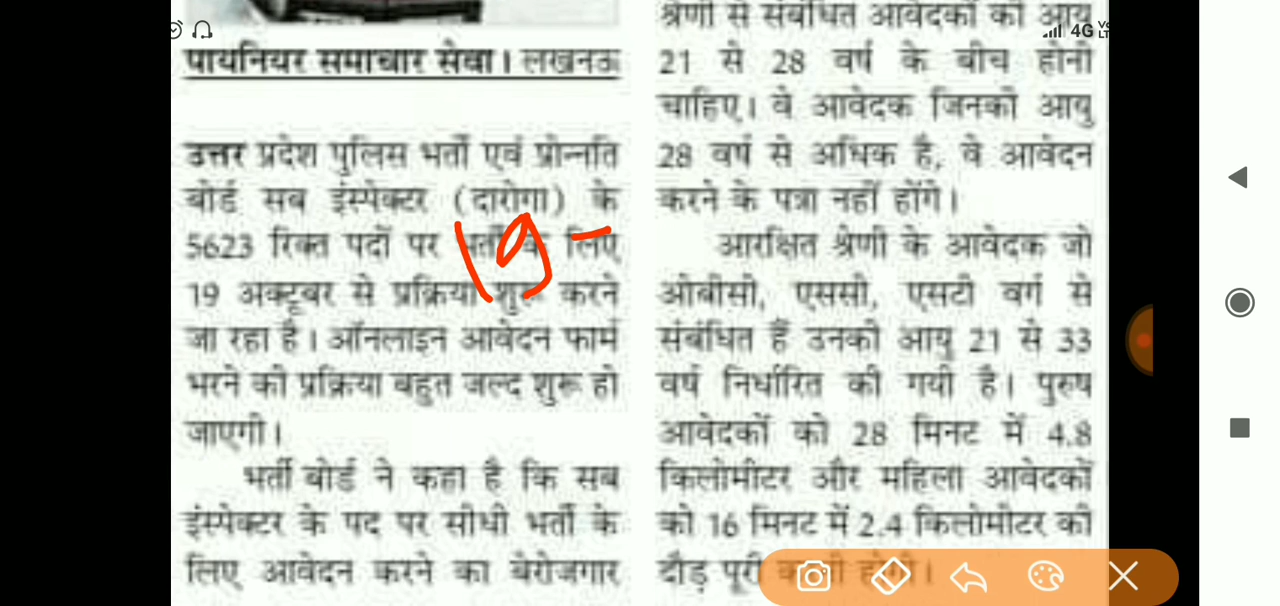 4G
पायनियर समाचार सेवा। लखनऊ
उत्तर प्रदेश पुलिस भर्ती एवं प्रोन्नति
बोर्ड सब इंस्पेक्टर (दारोगा) के
5623 रिक्त पदों पर भर्ती के लिए
19 अक्टूबर से प्रक्रिया शुरू करने
जा रहा है। ऑनलाइन आवेदन फार्म
भरने की प्रक्रिया बहुत जल्द शुरू हो
जाएगी।
भर्ती बोर्ड ने कहा है कि सब
इंस्पेक्टर के पद पर सीधी भर्ती के
लिए आवेदन करने का बेरोजगार
श्रेणी से संबंधित आवेदकों की आयु
21 से 28 वर्ष के बीच होनी
चाहिए। वे आवेदक जिनकी आयु
28 वर्ष से अधिक है, वे आवेदन
करने के पात्र नहीं होंगे।
आरक्षित श्रेणी के आवेदक जो
ओबीसी, एससी, एसटी वर्ग से
संबंधित हैं उनकी आयु 21 से 33
वर्ष निर्धारित की गयी है। पुरुष
आवेदकों को 28 मिनट में 4.8
किलोमीटर और महिला आवेदकों
को 16 मिनट में 2.4 किलोमीटर की
दौड़ पूरी